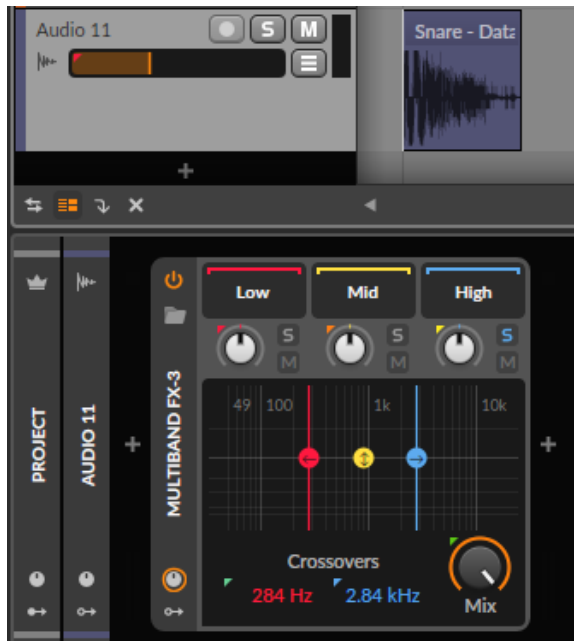 Audio 11
S
M
Snare - Data
PROJECT
AUDIO 11
MULTIBAND FX-3
Low
Mid
High
S
M
S
M
S
M
49
100
1k
10k
Crossovers
284 Hz
2.84 kHz
Mix